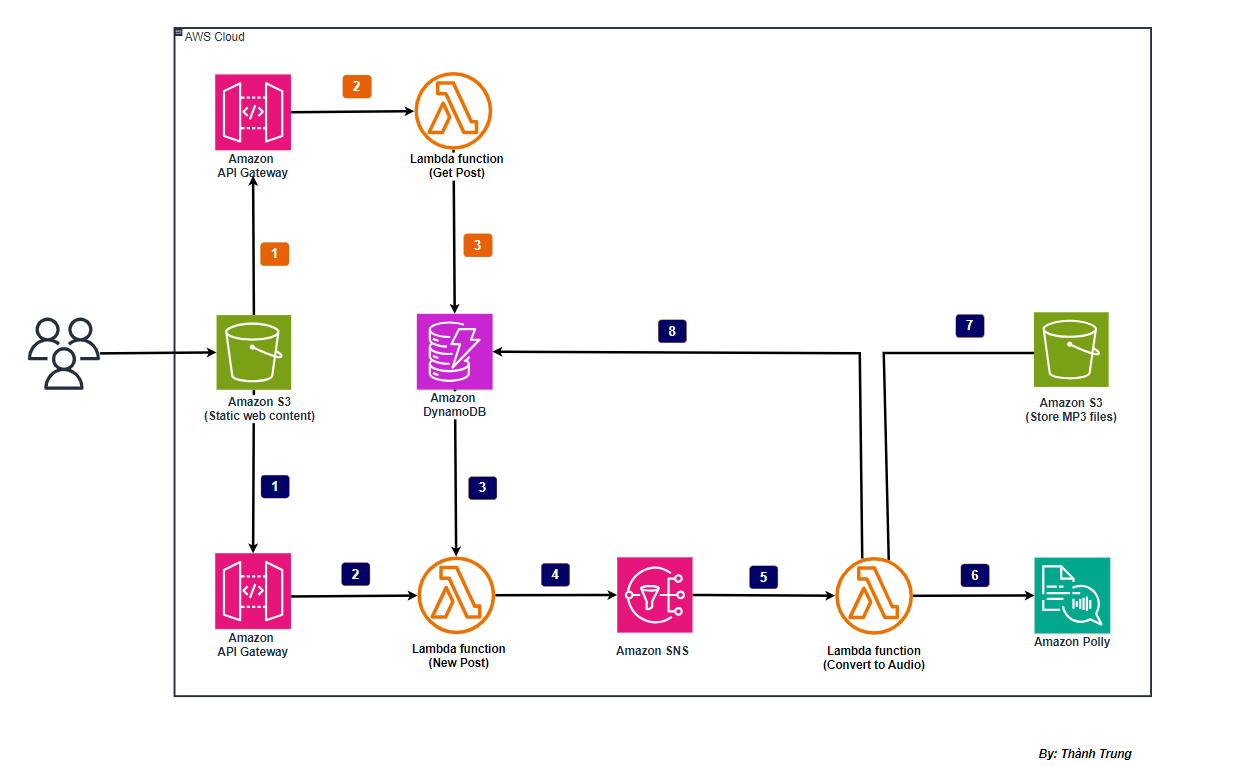 AWS Cloud
2
Amazon
API Gateway
Lambda function
(Get Post)
1
3
8
7
Amazon S3
(Static web content)
Amazon
DynamoDB
Amazon S3
(Store MP3 files)
1
3
2
4
5
6
Amazon
API Gateway
Lambda function
(New Post)
Amazon SNS
Lambda function
(Convert to Audio)
Amazon Polly
By: Thành Trung